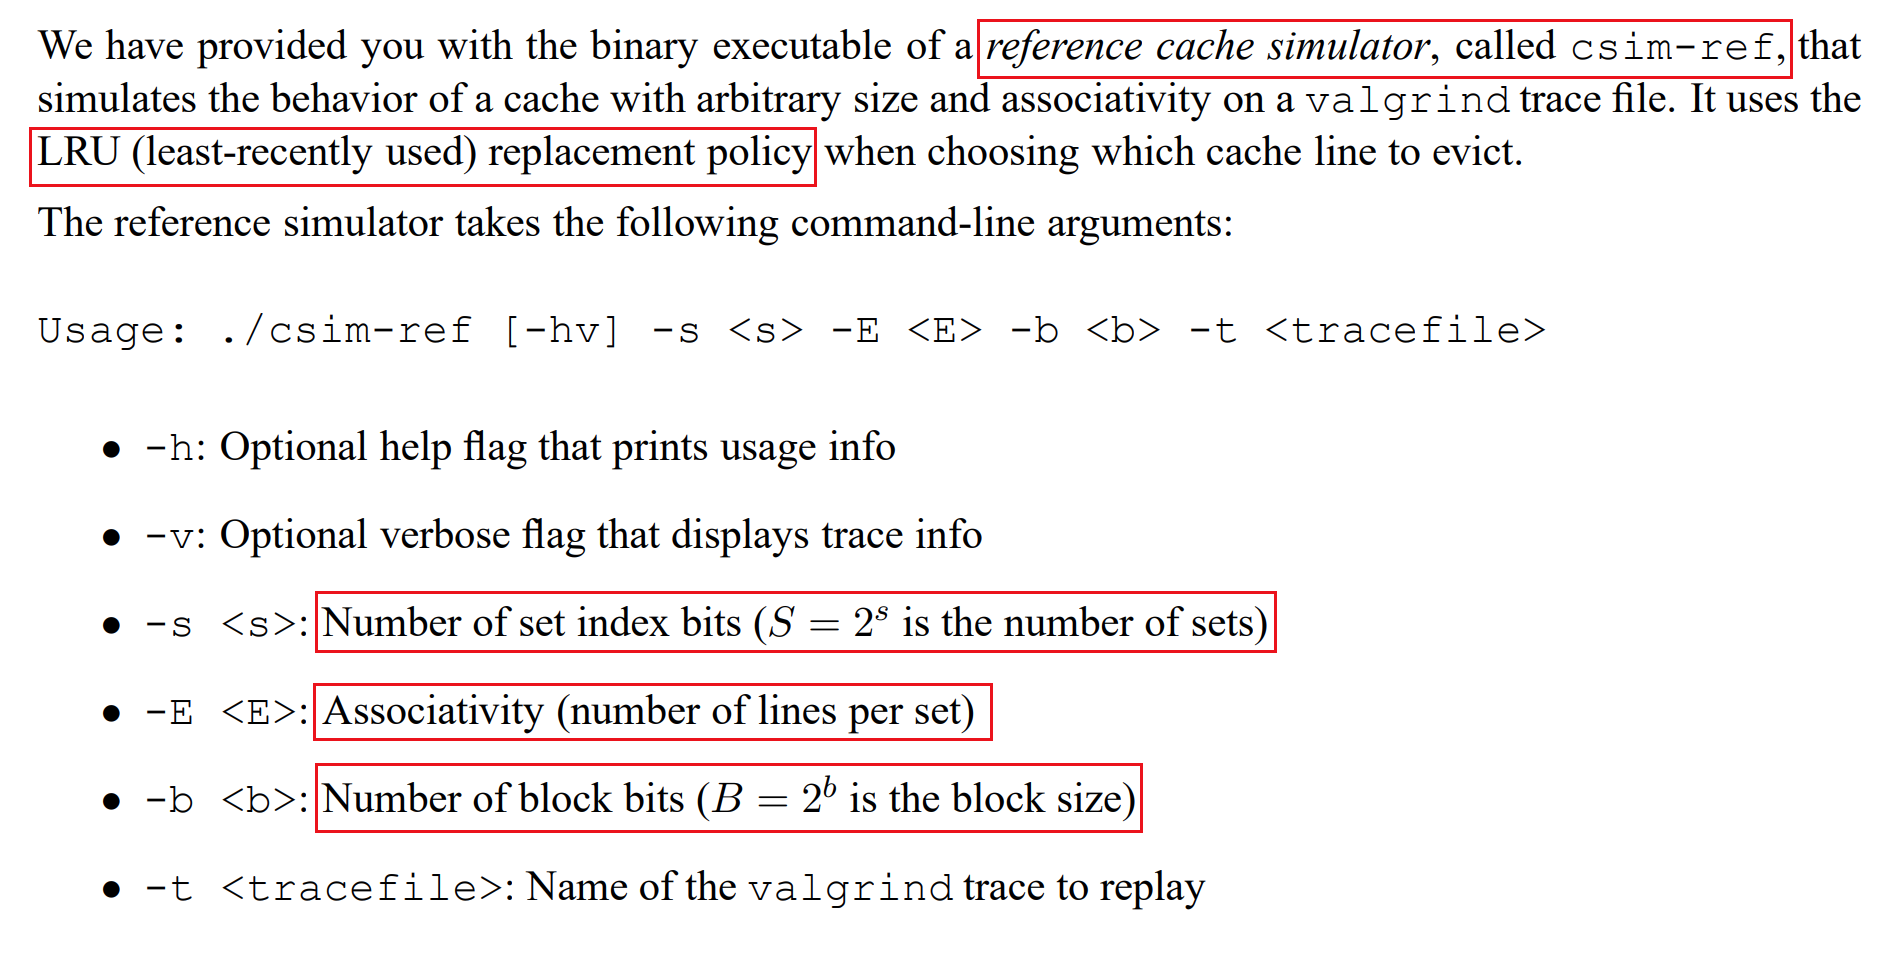 We have provided you with the binary executable of a reference cache simulator, called csim-ref, that
simulates the behavior of a cache with arbitrary size and associativity on a valgrind trace file. It uses the
LRU (least-recently used) replacement policy when choosing which cache line to evict.
The reference simulator takes the following command-line arguments:
Usage: ./csim-ref [-hv] -s <s> -E <E> -b <b> -t <tracefile>
• -h: Optional help flag that prints usage info
• -v: Optional verbose flag that displays trace info
• -s <s>: Number of set index bits (S = 2^s is the number of sets)
• -E <E>: Associativity (number of lines per set)
• -b <b>: Number of block bits (B = 2^b is the block size)
• -t <tracefile>: Name of the valgrind trace to replay